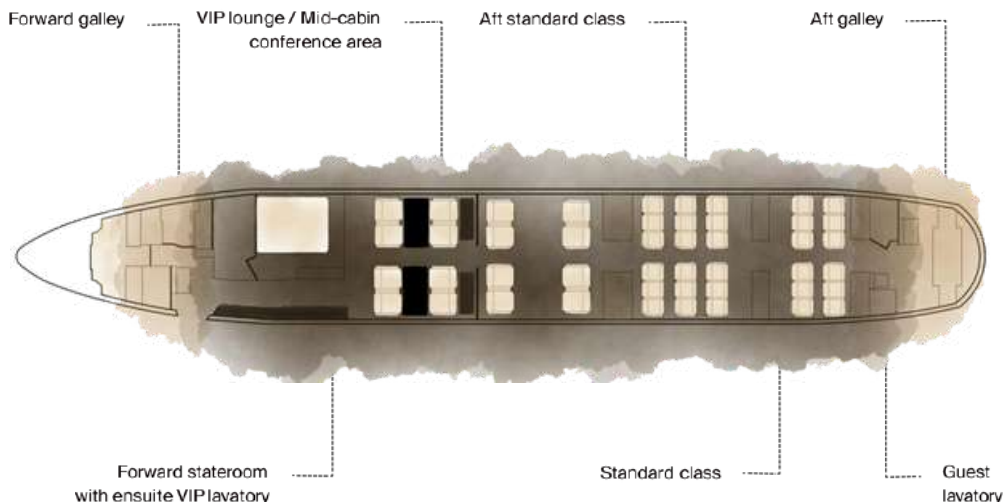 Forward galley
VIP lounge / Mid-cabin
conference area
Aft standard class
Aft galley
Forward stateroom
with ensuite VIP lavatory
Standard class
Guest
lavatory